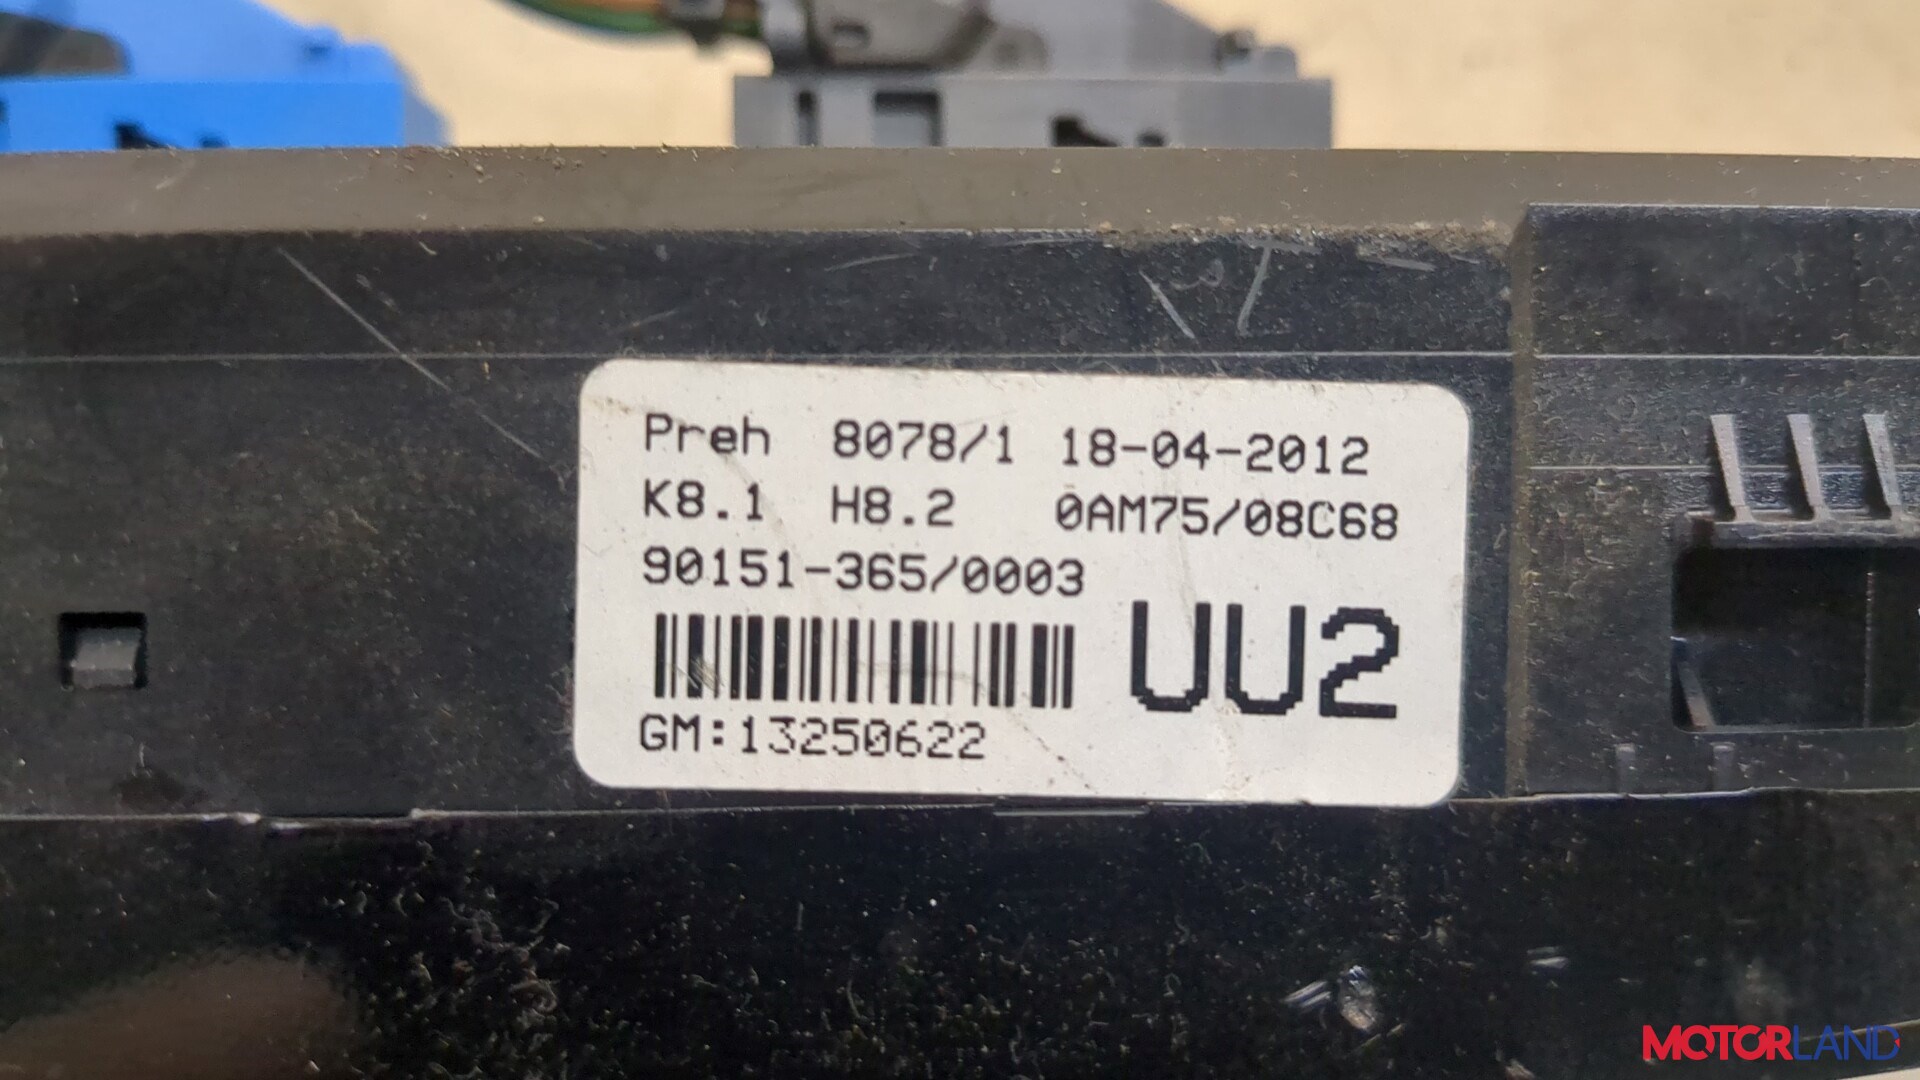 Preh 8078/1 18-04-2012
K8.1 H8.2 0AM75/08C68
90151-365/0003
UU2
GM:13250622
MOTORLAND